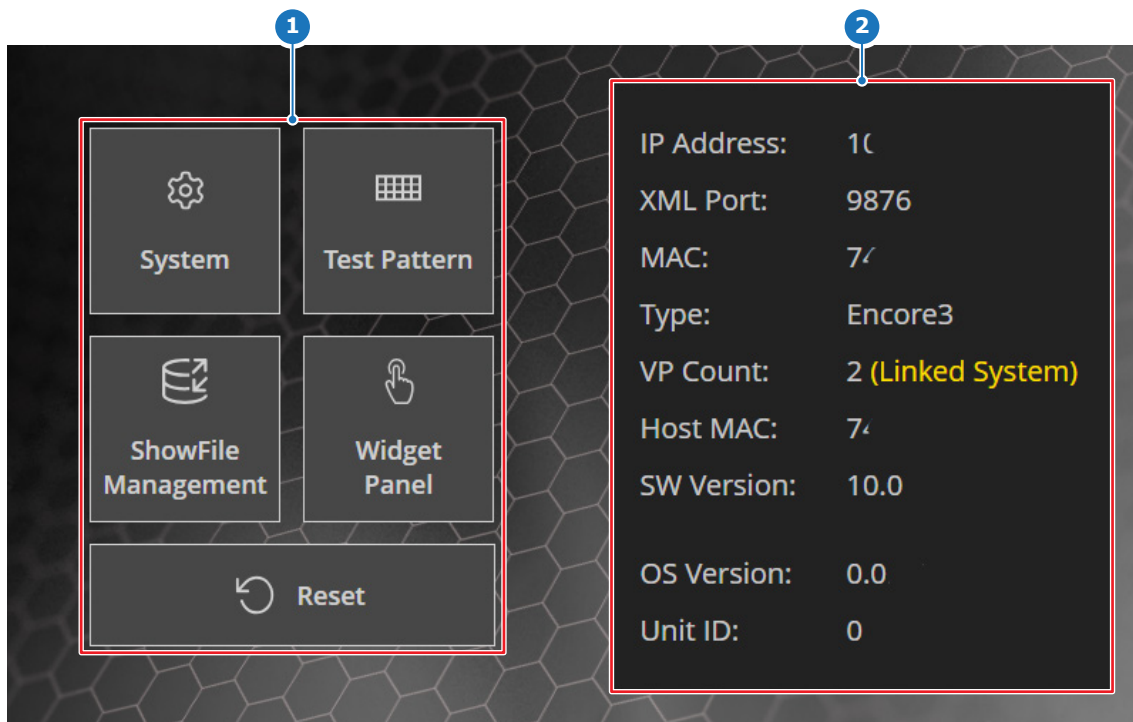 1
2
System
Test Pattern
ShowFile
Management
Widget
Panel
Reset
IP Address:
XML Port: 9876
MAC:
Type: Encore3
VP Count: 2 (Linked System)
Host MAC:
SW Version: 10.0
OS Version: 0.0
Unit ID: 0